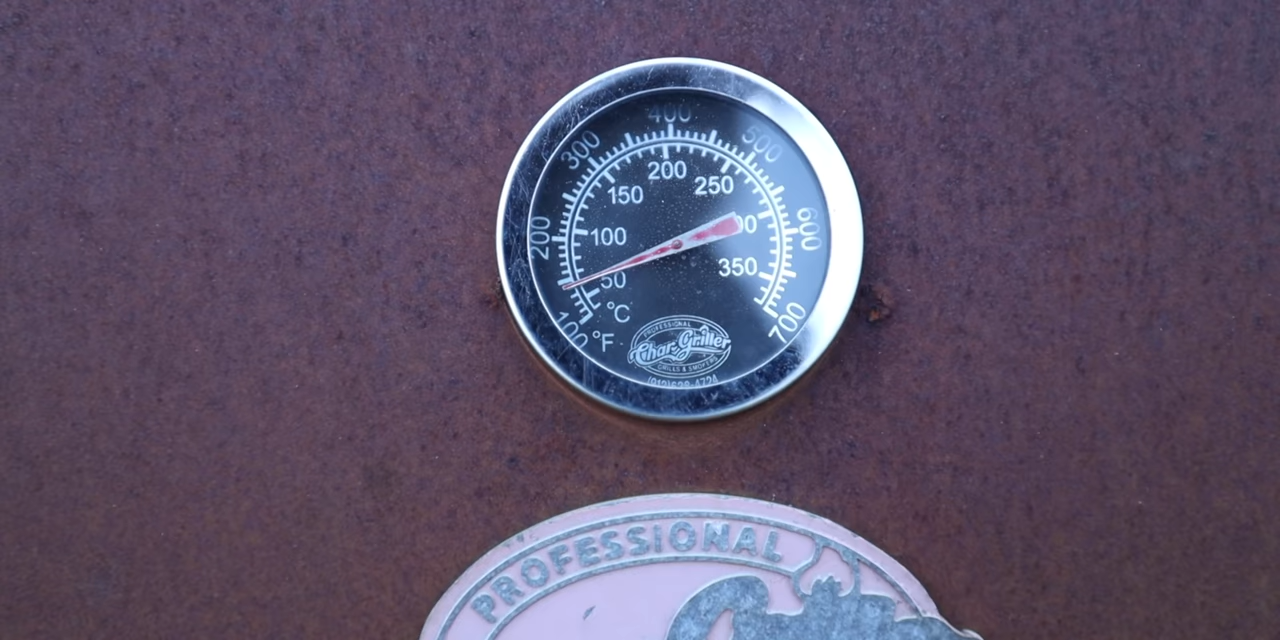 400
300 500
200
150 250
200 600
100
350
50
°C
100 700
°F
PROFESSIONAL
Char-Griller
GRILLS & SMOKERS
PROFESSIONAL